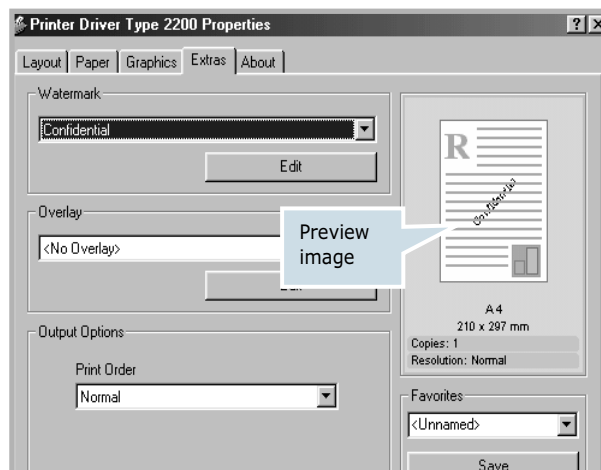 Printer Driver Type 2200 Properties
Layout Paper Graphics Extras About
Watermark
Confidential
Edit
Overlay
<No Overlay>
Output Options
Print Order
Normal
Preview
image
R
Confidential
A4
210 x 297 mm
Copies: 1
Resolution: Normal
Favorites
<Unnamed>
Save